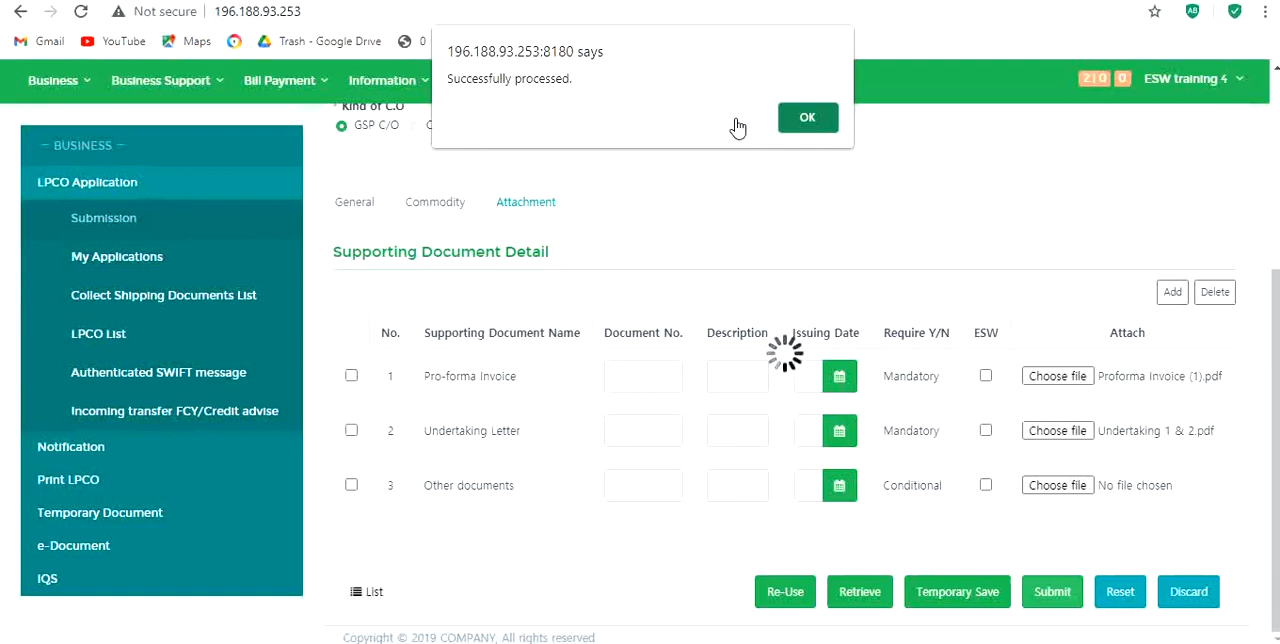 Not secure | 196.188.93.253
Gmail YouTube Maps Trash - Google Drive 0
196.188.93.253:8180 says
Successfully processed.
OK
Business Business Support Bill Payment Information 210 0 ESW training 4
Kind of C.O
GSP C/O
– BUSINESS –
LPCO Application
Submission
My Applications
Collect Shipping Documents List
LPCO List
Authenticated SWIFT message
Incoming transfer FCY/Credit advise
Notification
Print LPCO
Temporary Document
e-Document
IQS
General Commodity Attachment
Supporting Document Detail
Add Delete
No. Supporting Document Name Document No. Description Issuing Date Require Y/N ESW Attach
1 Pro-forma Invoice Mandatory Choose file Proforma Invoice (1).pdf
2 Undertaking Letter Mandatory Choose file Undertaking 1 & 2.pdf
3 Other documents Conditional Choose file No file chosen
List Re-Use Retrieve Temporary Save Submit Reset Discard
Copyright © 2019 COMPANY, All rights reserved